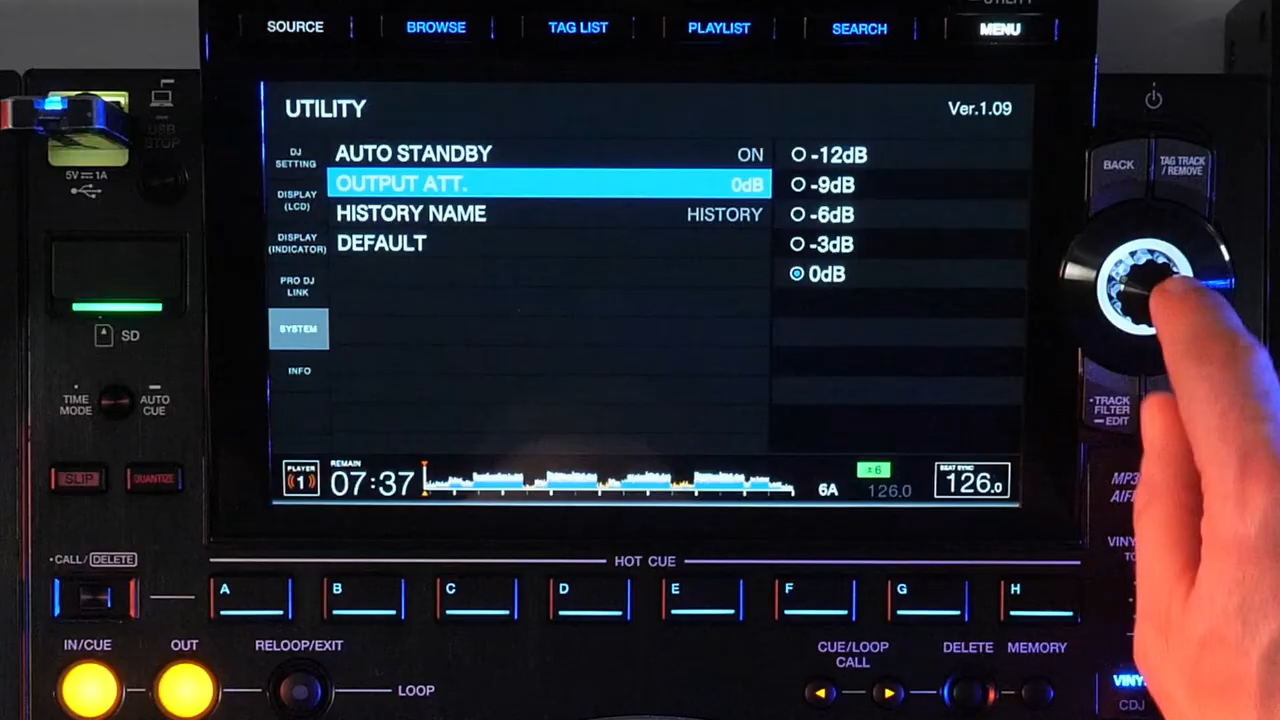 UTILITY
SOURCE
BROWSE
TAG LIST
PLAYLIST
SEARCH
MENU
UTILITY
Ver.1.09
DJ
SETTING
DISPLAY
(LCD)
DISPLAY
(INDICATOR)
PRO DJ
LINK
SYSTEM
INFO
AUTO STANDBY ON
OUTPUT ATT. 0dB
HISTORY NAME HISTORY
DEFAULT
-12dB
-9dB
-6dB
-3dB
0dB
PLAYER
1
REMAIN
07:37
6A
±6
126.0
BEAT SYNC
126.0
USB
STOP
5V 1A
SD
TIME
MODE
AUTO
CUE
SLIP
QUANTIZE
BACK
TAG TRACK
/ REMOVE
TRACK
FILTER
EDIT
MP3
VINY
CALL/DELETE
HOT CUE
A
B
C
D
E
F
G
H
IN/CUE
OUT
RELOOP/EXIT
LOOP
CUE/LOOP
CALL
DELETE
MEMORY
VINY
CDJ